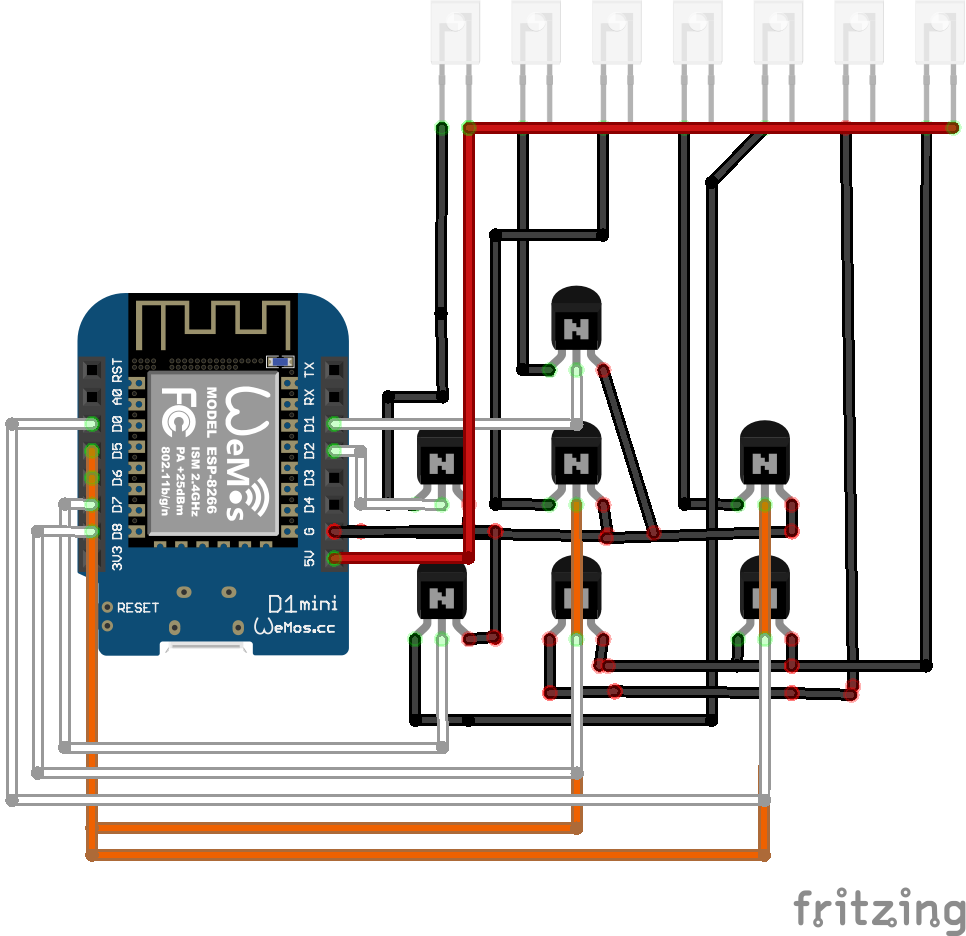 RST
A0
D0
D5
D6
D7
D8
3V3
TX
RX
D1
D2
D3
D4
G
5V
WeMos
MODEL ESP-8266
ISM 2.4GHz
PA +25dBm
802.11b/g/n
FC
N
N
N
N
N
RESET
D1mini
WeMos.cc
fritzing